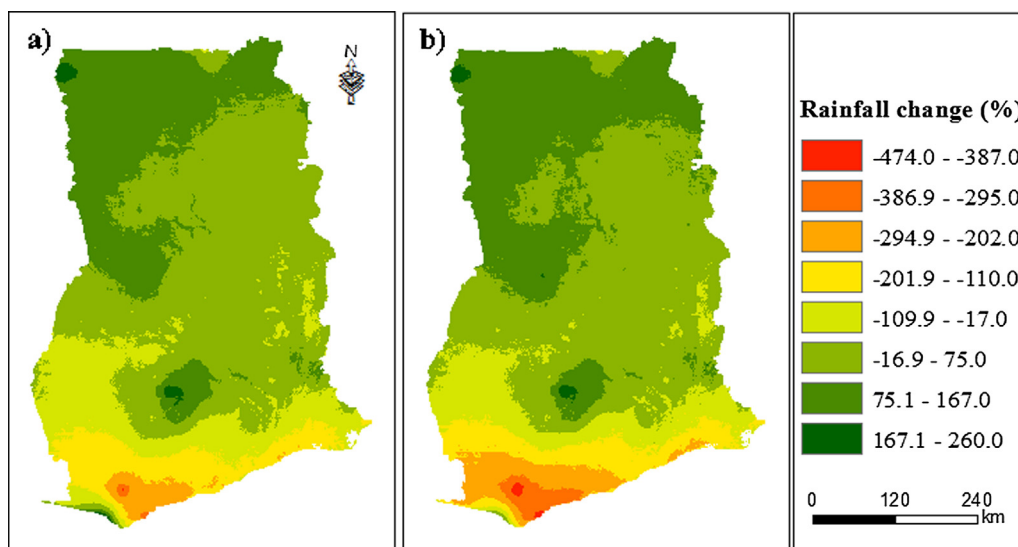 a)
N
b)
Rainfall change (%)
-474.0 - -387.0
-386.9 - -295.0
-294.9 - -202.0
-201.9 - -110.0
-109.9 - -17.0
-16.9 - 75.0
75.1 - 167.0
167.1 - 260.0
0 120 240
km